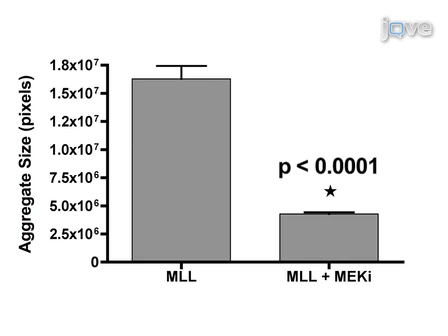 jove
Aggregate Size (pixels)
1.8x10⁷
1.5x10⁷
1.2x10⁷
1.0x10⁷
7.5x10⁶
5.0x10⁶
2.5x10⁶
0
p < 0.0001
★
MLL
MLL + MEKi